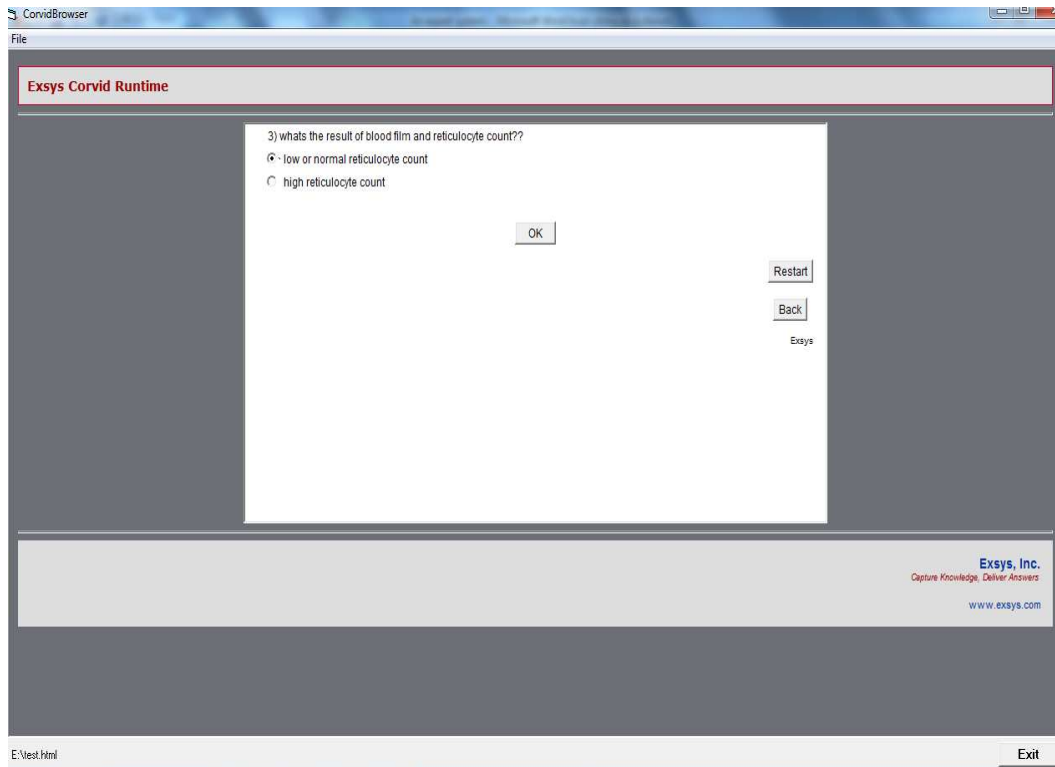 CorvidBrowser
File
Exsys Corvid Runtime
3) whats the result of blood film and reticulocyte count??
- low or normal reticulocyte count
high reticulocyte count
OK
Restart
Back
Exsys
Exsys, Inc.
Capture Knowledge, Deliver Answers
www.exsys.com
E:\test.html
Exit